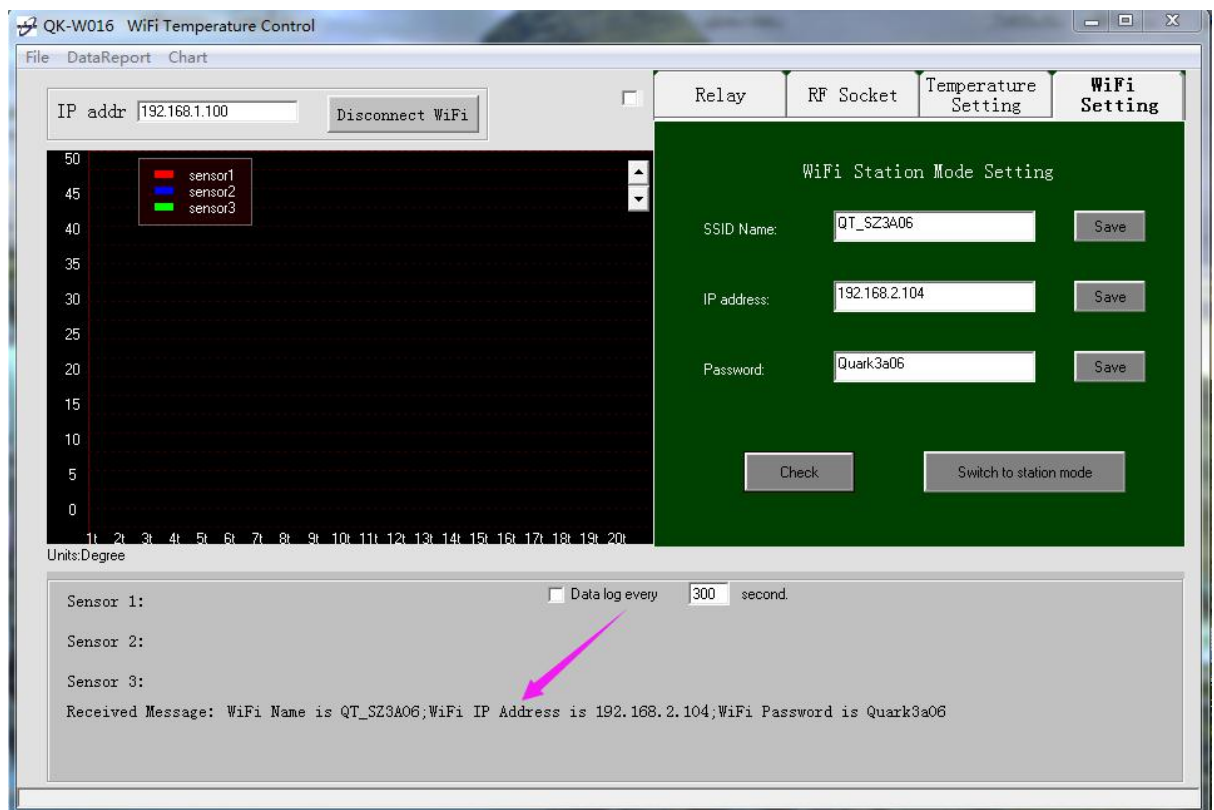 QK-W016 WiFi Temperature Control
File DataReport Chart
IP addr 192.168.1.100 Disconnect WiFi
Relay RF Socket Temperature Setting WiFi Setting
50
45
40
35
30
25
20
15
10
5
0
sensor1
sensor2
sensor3
1t 2t 3t 4t 5t 6t 7t 8t 9t 10t 11t 12t 13t 14t 15t 16t 17t 18t 19t 20t
Units:Degree
WiFi Station Mode Setting
SSID Name: QT_SZ3A06 Save
IP address: 192.168.2.104 Save
Password: Quark3a06 Save
Check Switch to station mode
Data log every 300 second.
Sensor 1:
Sensor 2:
Sensor 3:
Received Message: WiFi Name is QT_SZ3A06;WiFi IP Address is 192.168.2.104;WiFi Password is Quark3a06